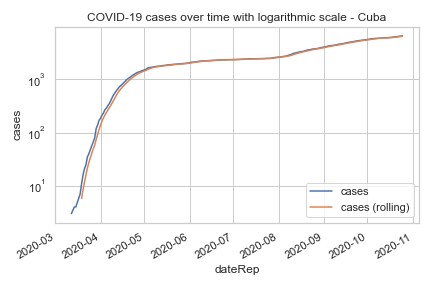 COVID-19 cases over time with logarithmic scale - Cuba
cases
10³
10²
10¹
cases
cases (rolling)
2020-03
2020-04
2020-05
2020-06
2020-07
2020-08
2020-09
2020-10
2020-11
dateRep